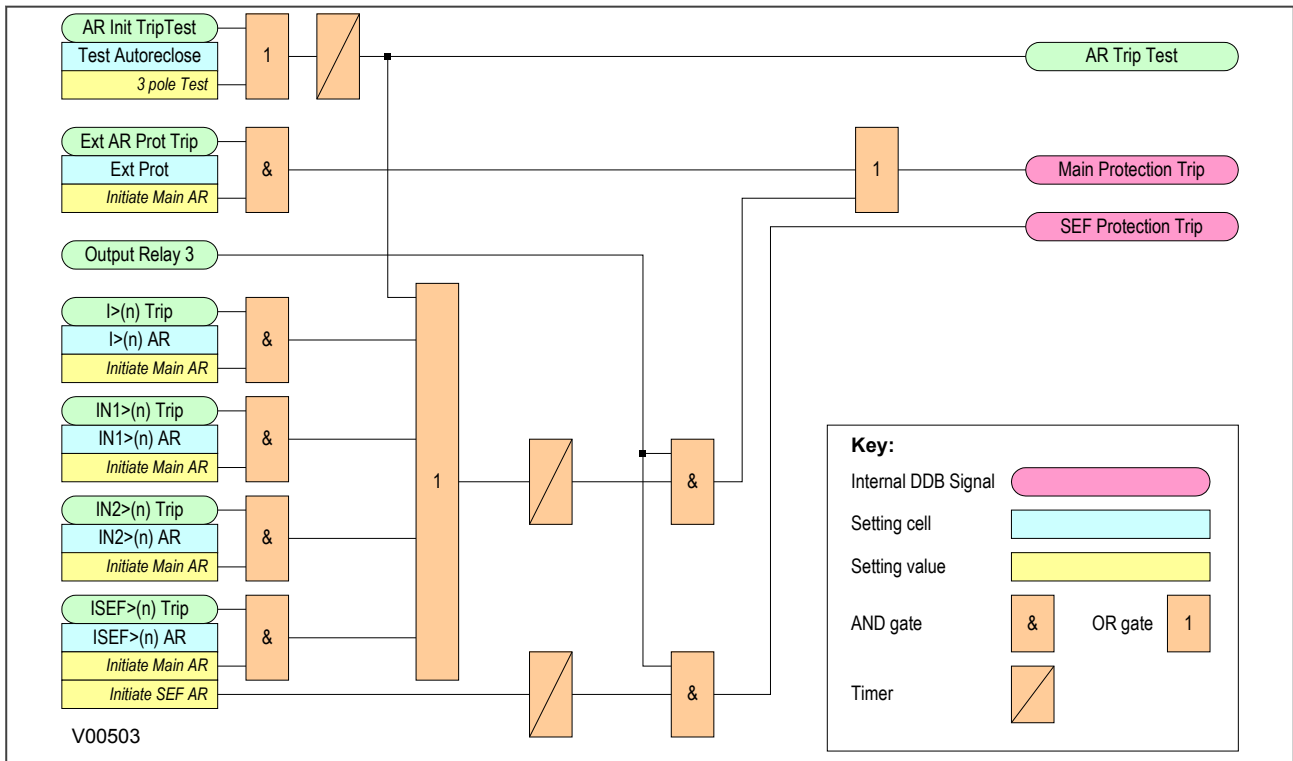 AR Init TripTest
Test Autoreclose
3 pole Test
1
AR Trip Test
Ext AR Prot Trip
Ext Prot
Initiate Main AR
&
1
Main Protection Trip
SEF Protection Trip
Output Relay 3
I>(n) Trip
I>(n) AR
Initiate Main AR
&
IN1>(n) Trip
IN1>(n) AR
Initiate Main AR
&
IN2>(n) Trip
IN2>(n) AR
Initiate Main AR
&
ISEF>(n) Trip
ISEF>(n) AR
Initiate Main AR
Initiate SEF AR
&
1
&
&
Key:
Internal DDB Signal
Setting cell
Setting value
AND gate & OR gate 1
Timer
V00503